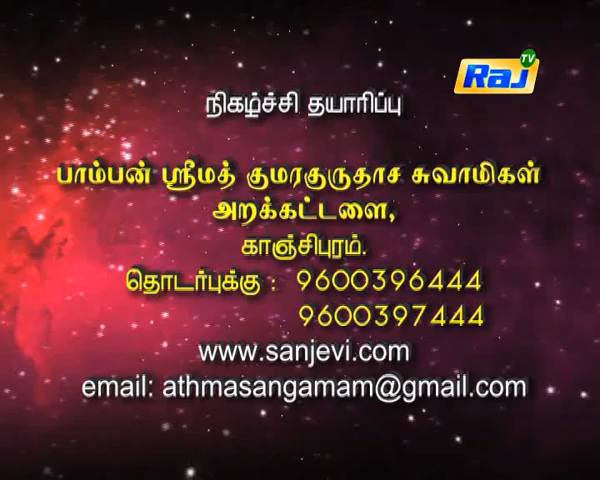 Raj TV
நிகழ்ச்சி தயாரிப்பு
பாம்பன் ஸ்ரீமத் குமரகுருதாச சுவாமிகள்
அறக்கட்டளை,
காஞ்சிபுரம்.
தொடர்புக்கு : 9600396444
9600397444
www.sanjevi.com
email: athmasangamam@gmail.com